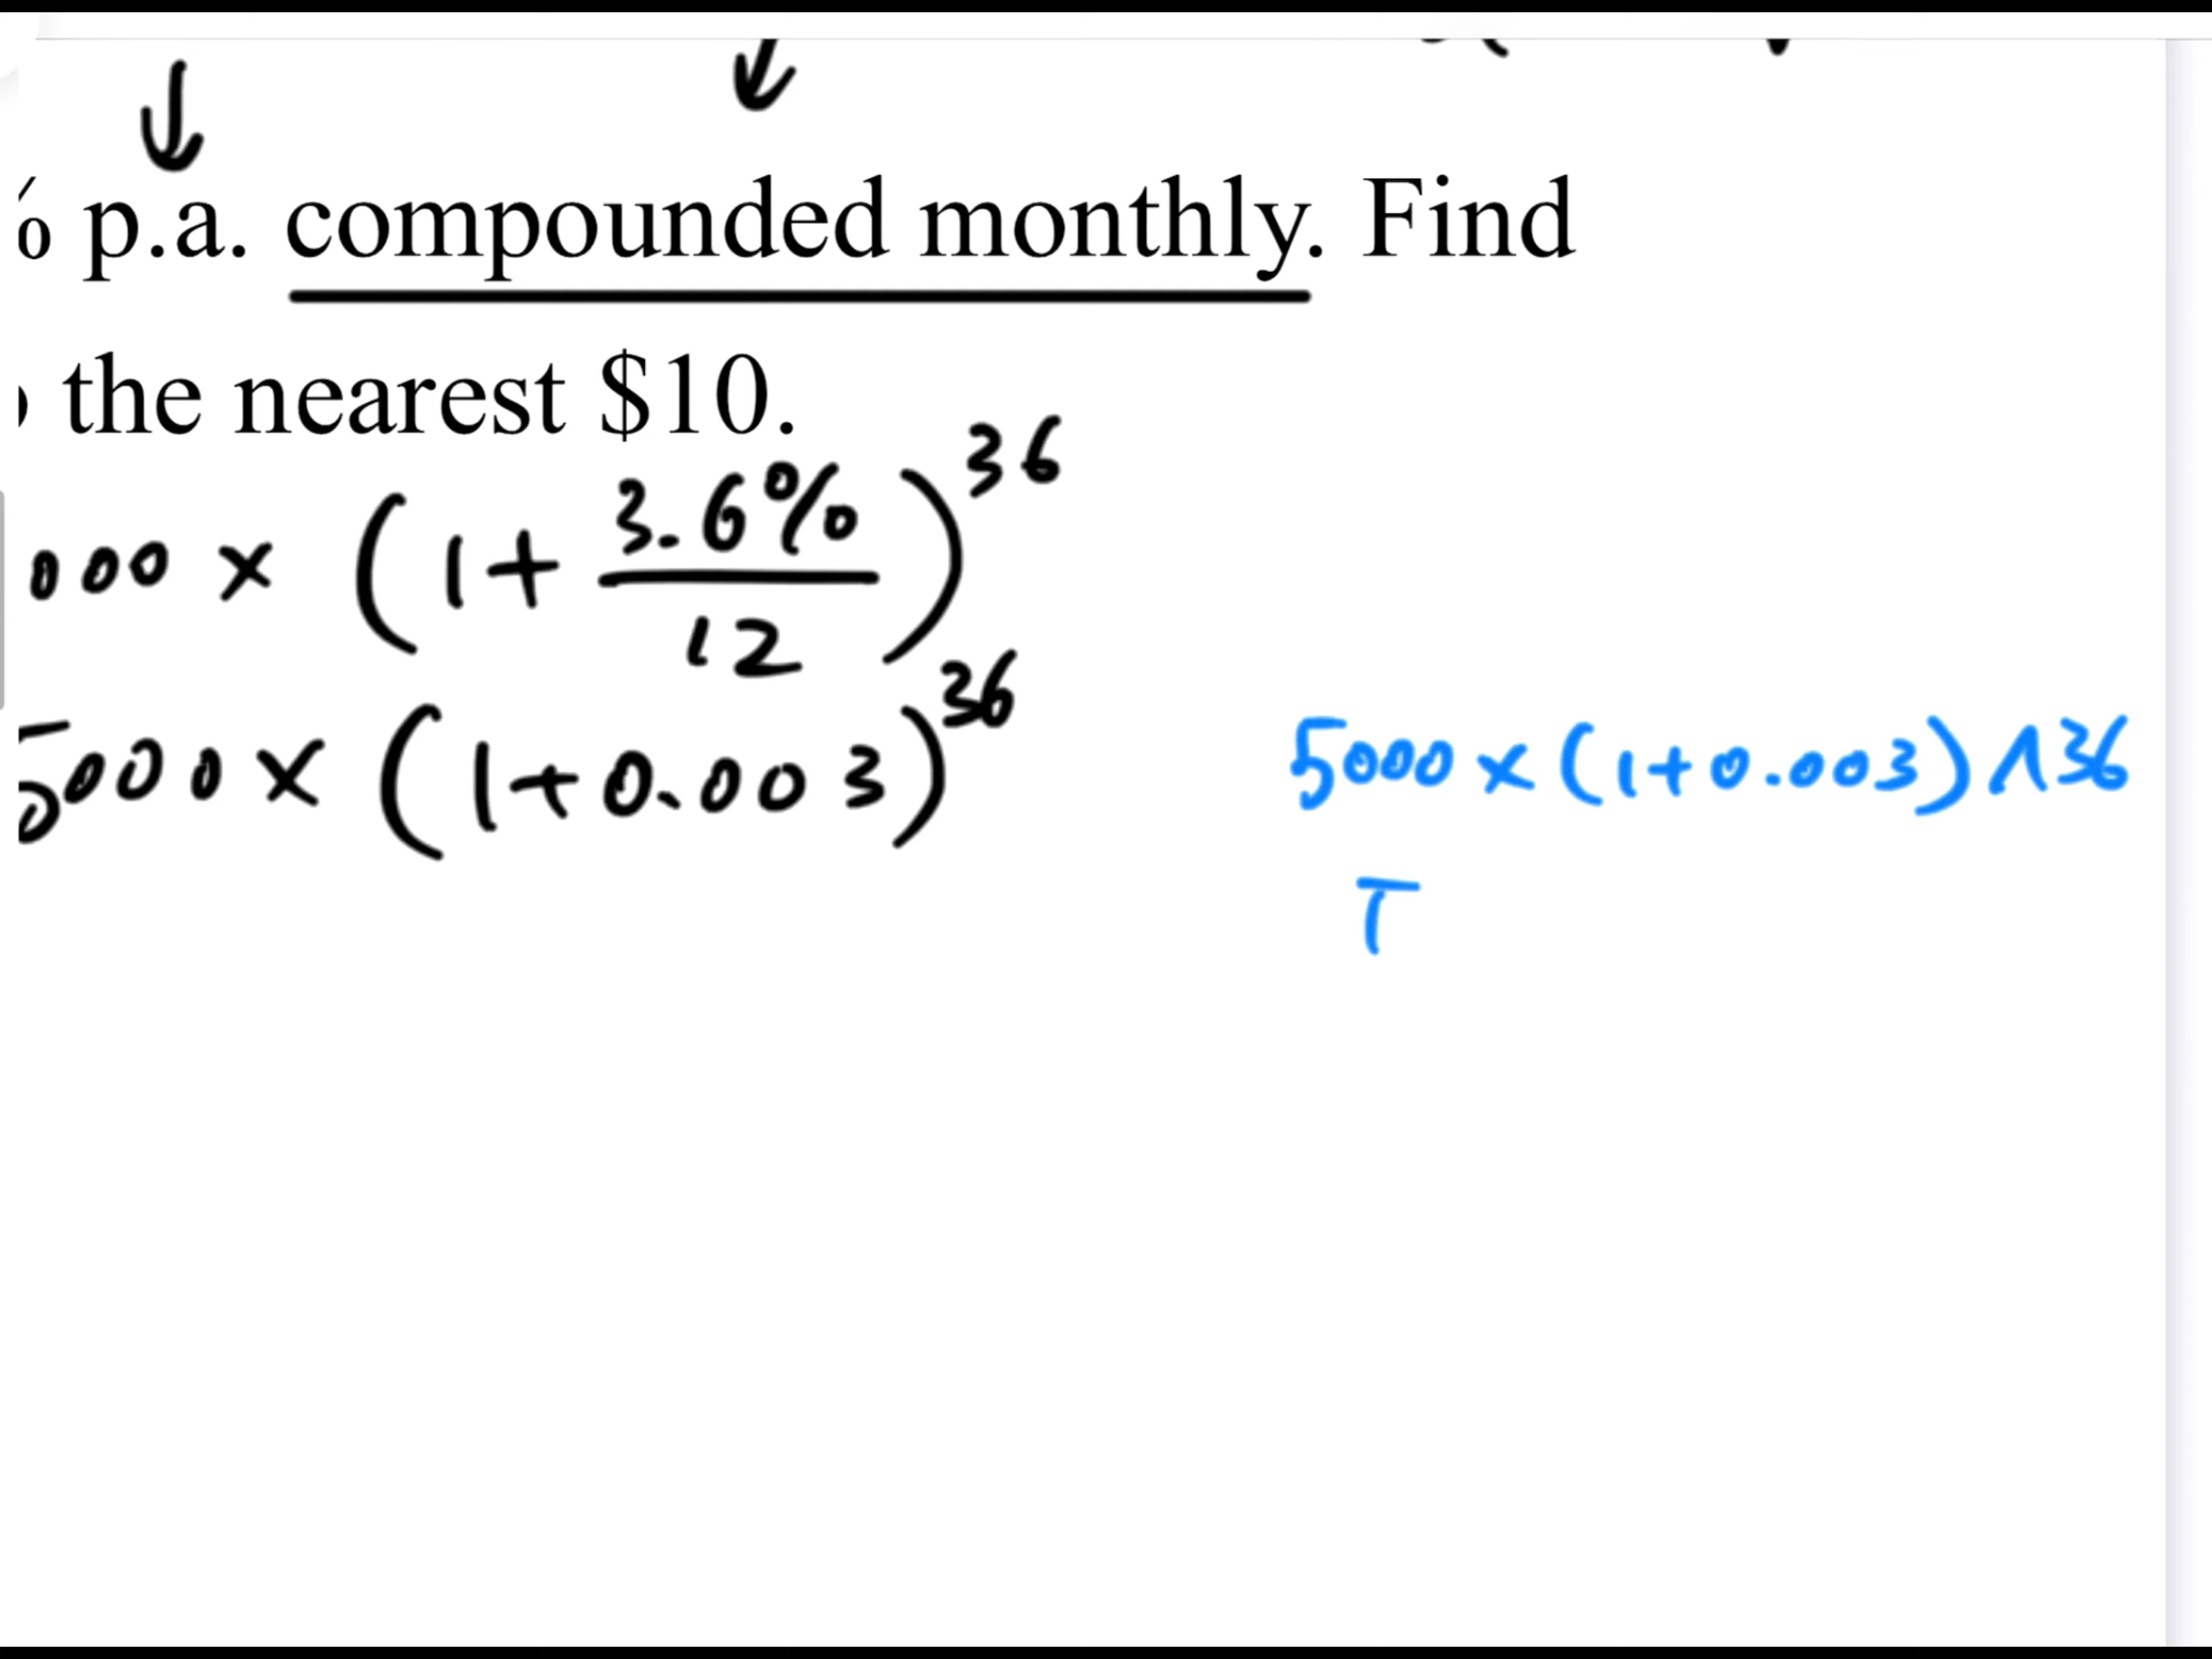 % p.a. compounded monthly. Find
the nearest $10.
000 × (1+ 3.6%/12)^36
5000 × (1+0.003)^36
5000 × (1+0.003) ^36